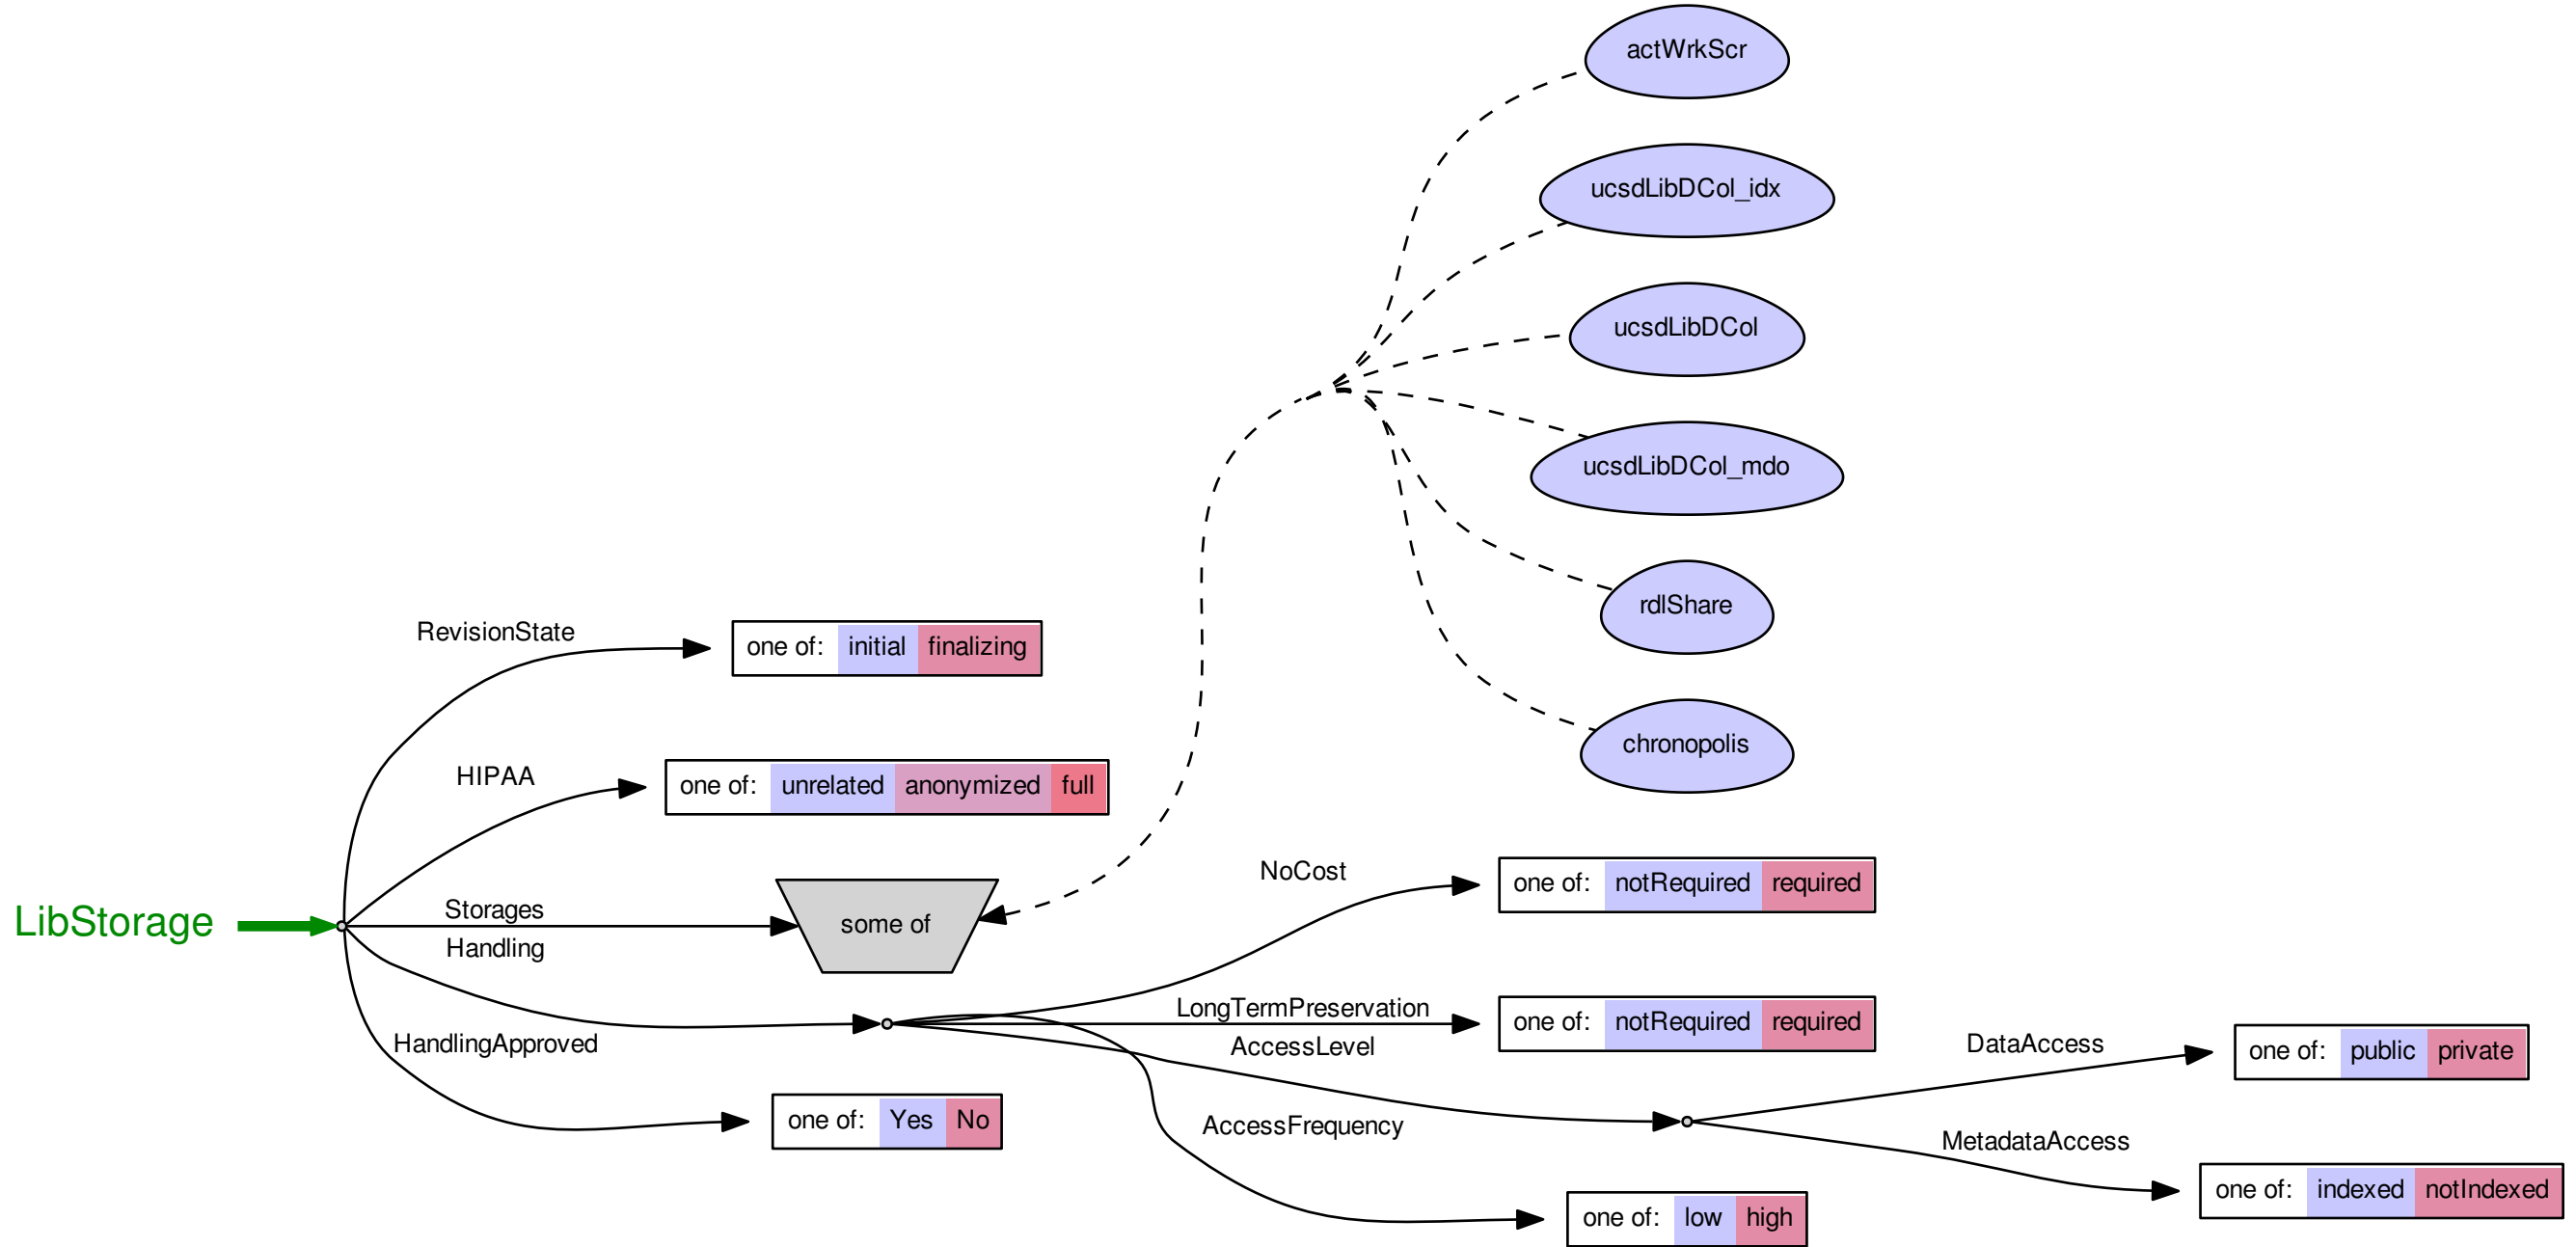 actWrkScr
ucsdLibDCol_idx
ucsdLibDCol
ucsdLibDCol_mdo
rdlShare
chronopolis
RevisionState
one of: initial finalizing
HIPAA
one of: unrelated anonymized full
LibStorage
Storages
some of
Handling
HandlingApproved
one of: Yes No
NoCost
one of: notRequired required
LongTermPreservation
one of: notRequired required
AccessLevel
AccessFrequency
one of: low high
DataAccess
one of: public private
MetadataAccess
one of: indexed notIndexed